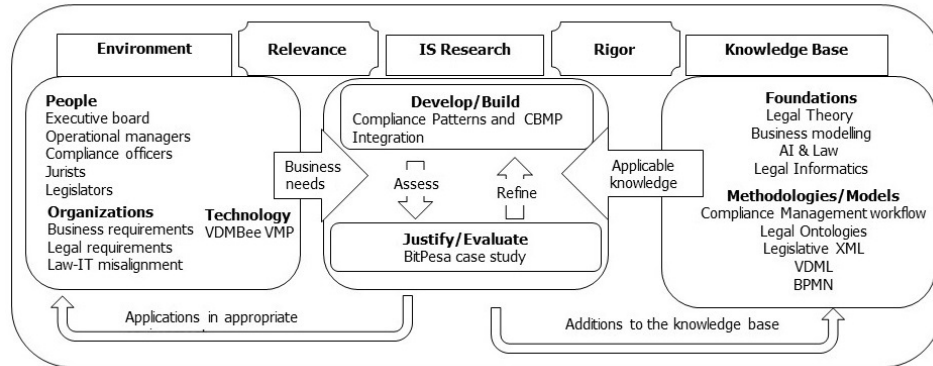 Environment
Relevance
IS Research
Rigor
Knowledge Base
People
Executive board
Operational managers
Compliance officers
Jurists
Legislators
Organizations
Business requirements
Legal requirements
Law-IT misalignment
Technology
VDMBee VMP
Business
needs
Develop/Build
Compliance Patterns and CBMP
Integration
Assess
Refine
Justify/Evaluate
BitPesa case study
Applicable
knowledge
Foundations
Legal Theory
Business modelling
AI & Law
Legal Informatics
Methodologies/Models
Compliance Management workflow
Legal Ontologies
Legislative XML
VDML
BPMN
Applications in appropriate
Additions to the knowledge base